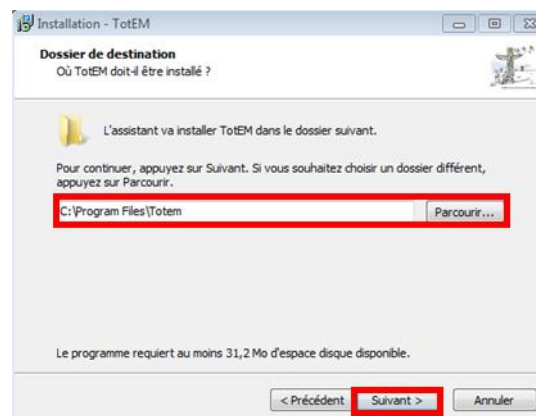 Installation - TotEM
Dossier de destination
Où TotEM doit-il être installé ?
L'assistant va installer TotEM dans le dossier suivant.
Pour continuer, appuyez sur Suivant. Si vous souhaitez choisir un dossier différent,
appuyez sur Parcourir.
C:\Program Files\Totem
Parcourir...
Le programme requiert au moins 31,2 Mo d'espace disque disponible.
< Précédent
Suivant >
Annuler